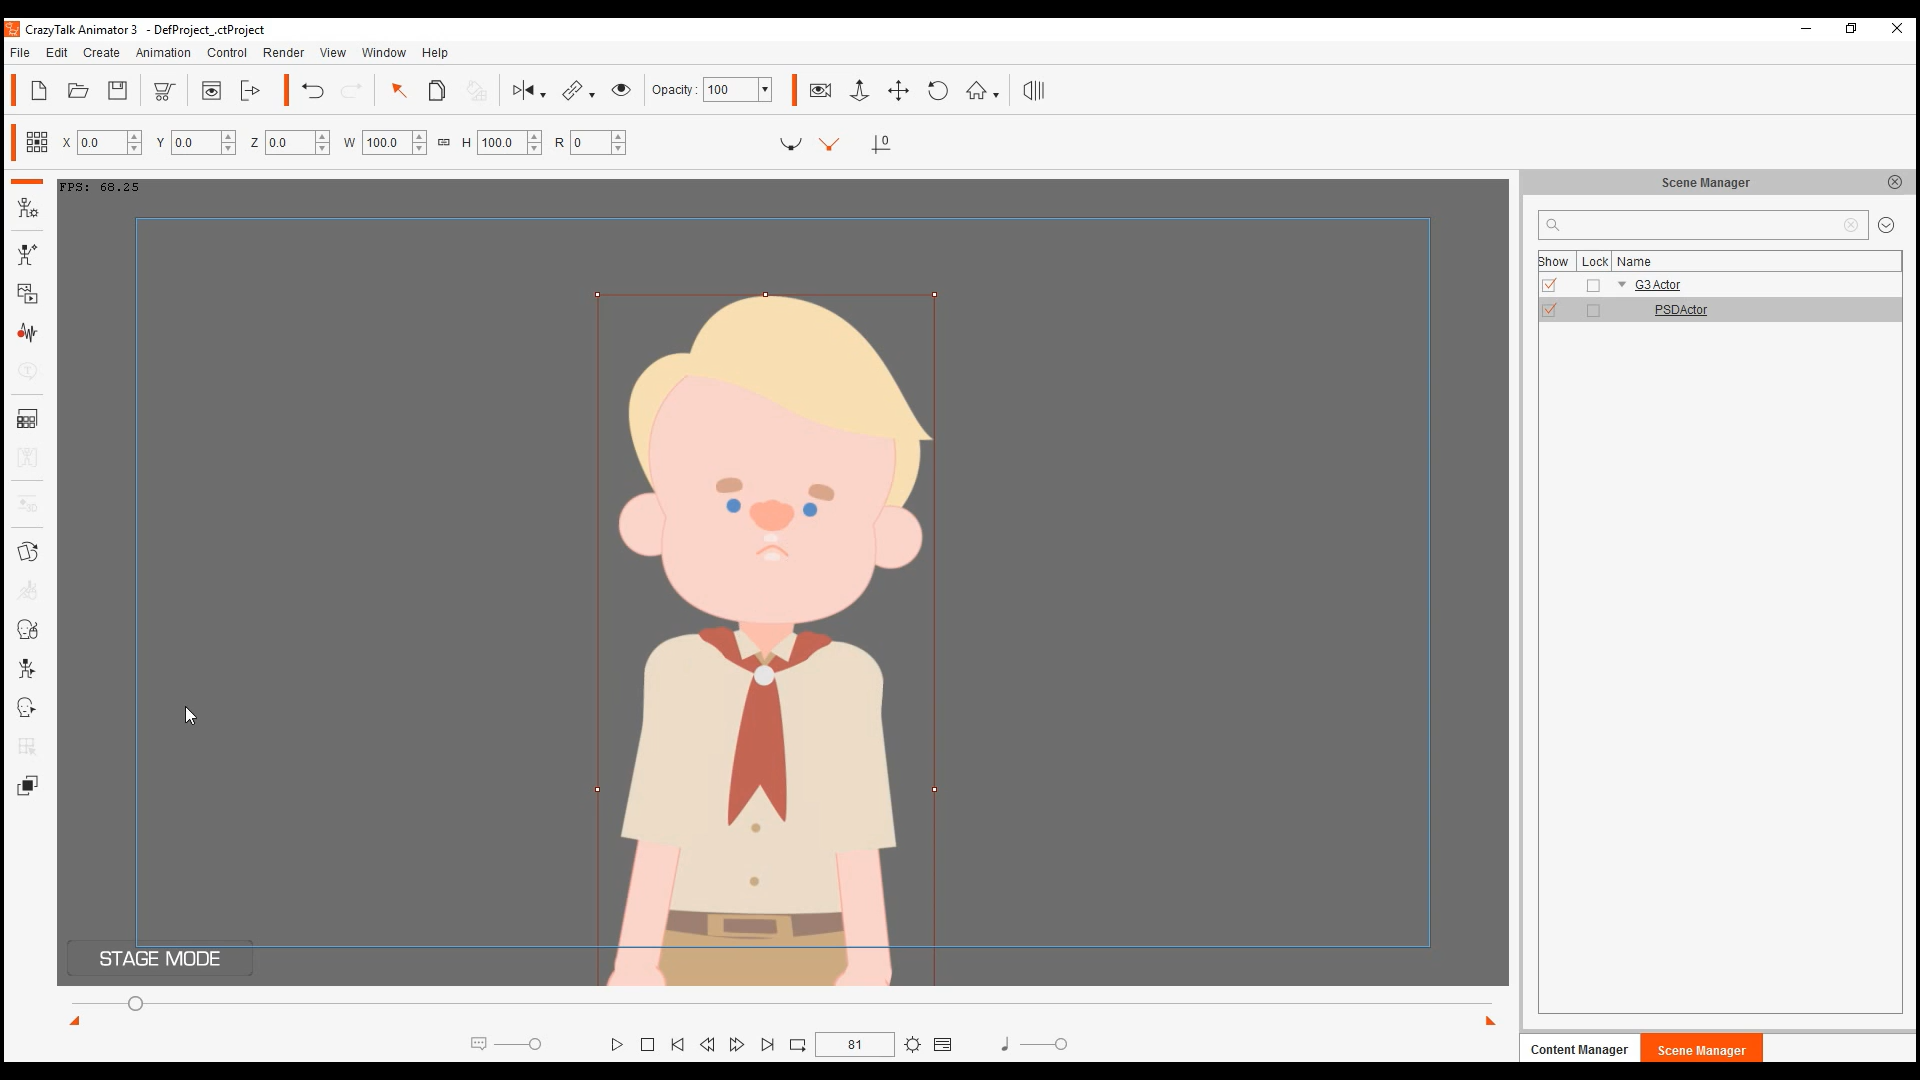 CrazyTalk Animator 3 - DefProject_.ctProject
File Edit Create Animation Control Render View Window Help
Opacity : 100
X 0.0 Y 0.0 Z 0.0 W 100.0 H 100.0 R 0
0
FPS: 68.25
Scene Manager
Show Lock Name
G3 Actor
PSDActor
STAGE MODE
81
Content Manager Scene Manager